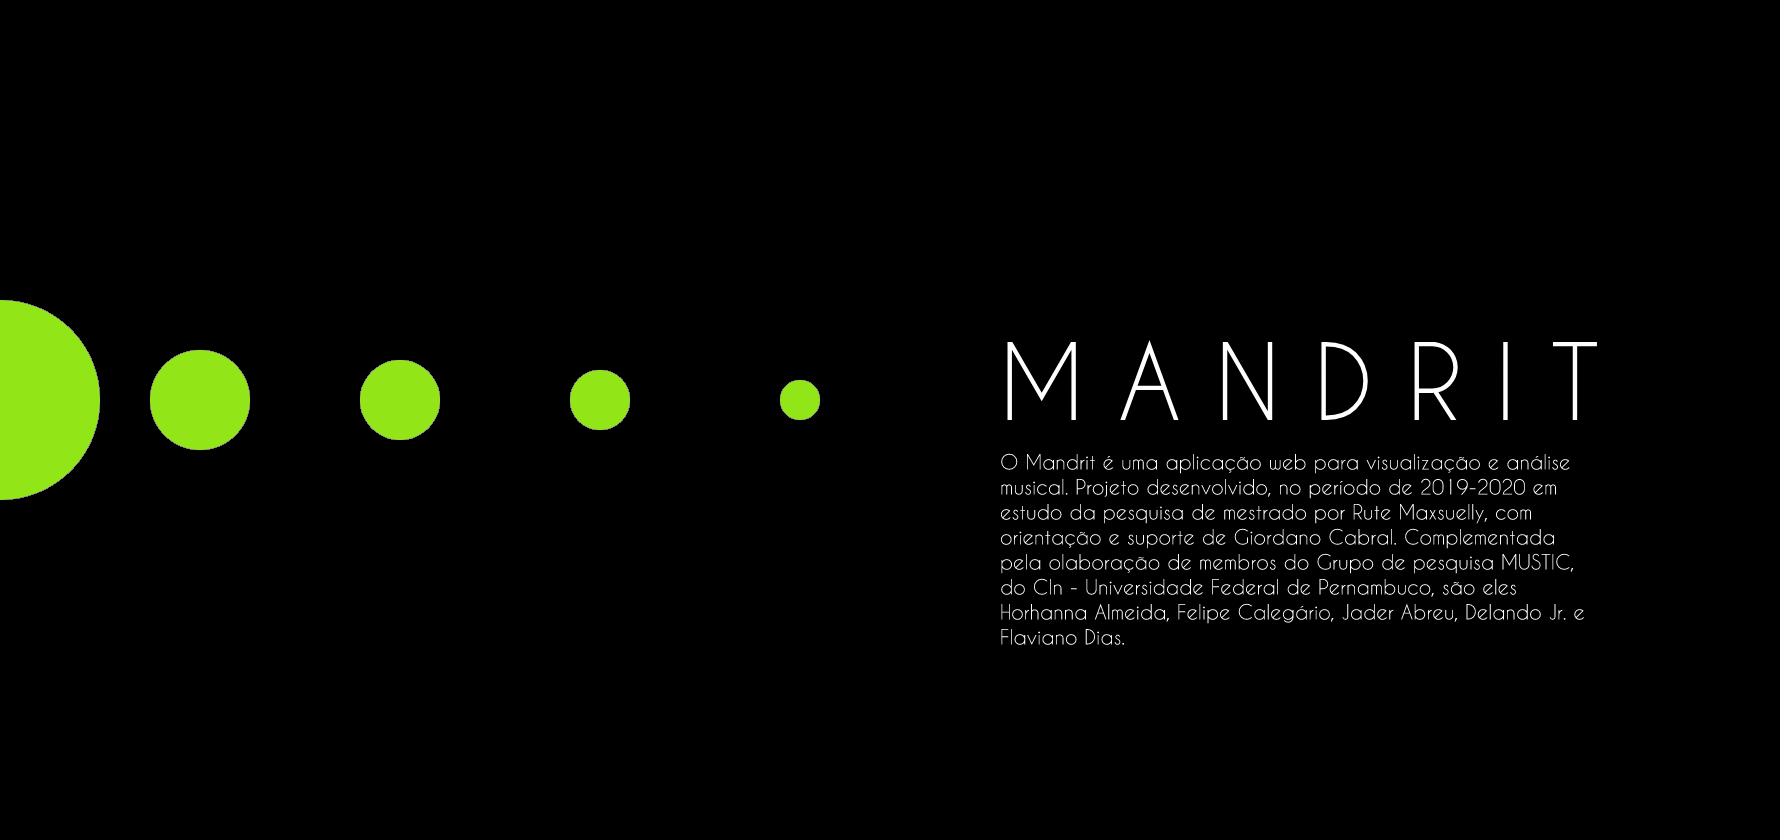 MANDRIT
O Mandrit é uma aplicação web para visualização e análise
musical. Projeto desenvolvido, no período de 2019-2020 em
estudo da pesquisa de mestrado por Rute Maxsuelly, com
orientação e suporte de Giordano Cabral. Complementada
pela olaboração de membros do Grupo de pesquisa MUSTIC,
do CIn - Universidade Federal de Pernambuco, são eles
Horhanna Almeida, Felipe Calegário, Jader Abreu, Delando Jr. e
Flaviano Dias.